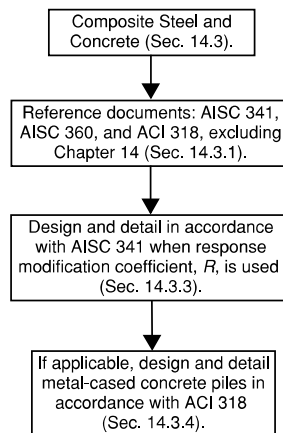 Composite Steel and
Concrete (Sec. 14.3).
Reference documents: AISC 341,
AISC 360, and ACI 318, excluding
Chapter 14 (Sec. 14.3.1).
Design and detail in accordance
with AISC 341 when response
modification coefficient, R, is used
(Sec. 14.3.3).
If applicable, design and detail
metal-cased concrete piles in
accordance with ACI 318
(Sec. 14.3.4).